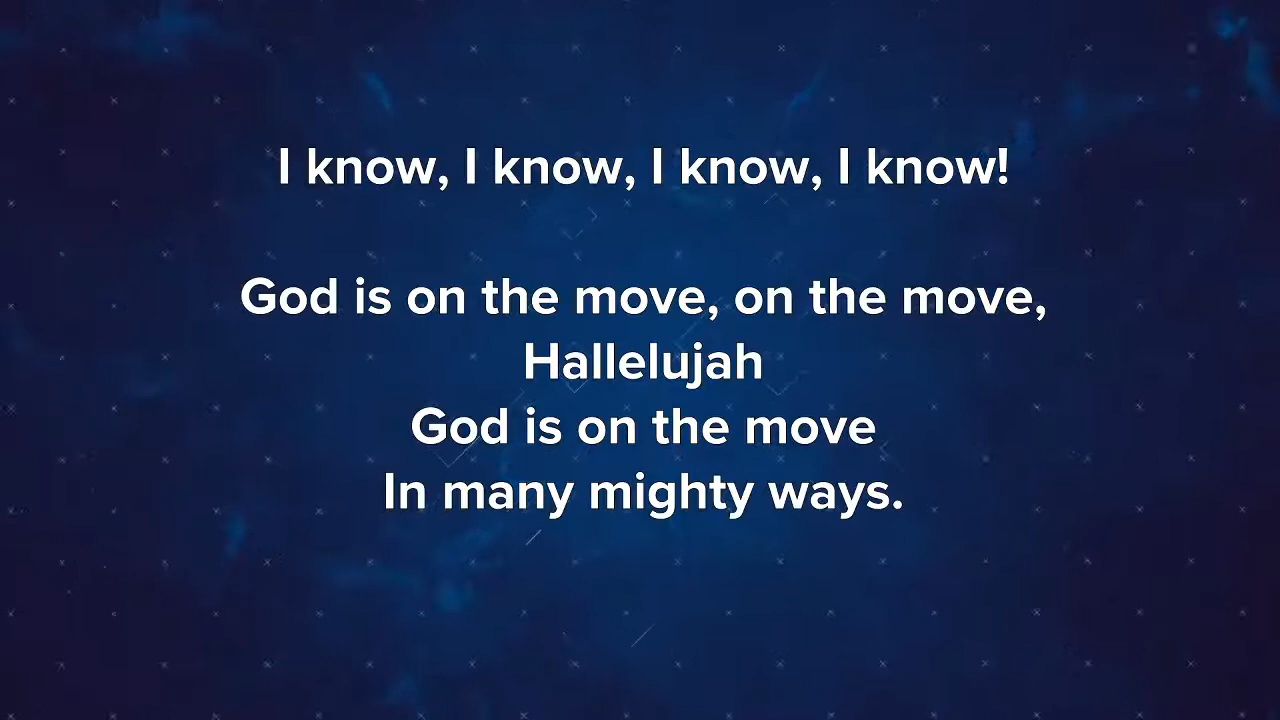 I know, I know, I know, I know!
God is on the move, on the move,
Hallelujah
God is on the move
In many mighty ways.